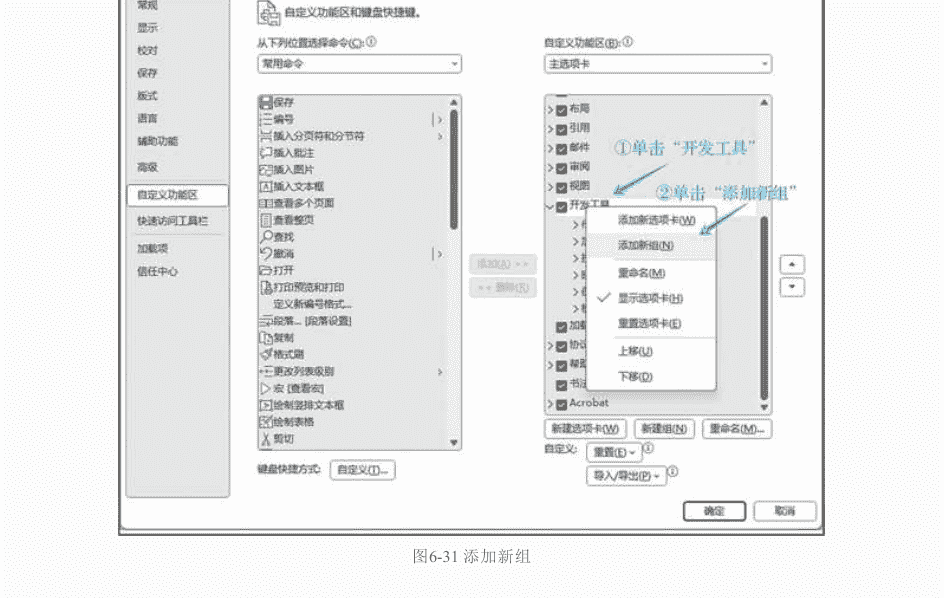 常规
显示
校对
保存
版式
语言
辅助功能
高级
自定义功能区
快速访问工具栏
加载项
信任中心
自定义功能区和键盘快捷键。
从下列位置选择命令(C):
常用命令
保存
编号
插入分页符和分节符
插入批注
插入图片
插入文本框
查看多个页面
查看整页
查找
撤消
打开
打印预览和打印
定义新编号格式...
段落... [段落设置]
复制
格式刷
更改列表级别
宏 [查看宏]
绘制竖排文本框
绘制表格
剪切
键盘快捷方式: 自定义(T)...
添加(A) >>
<< 删除(R)
自定义功能区(B):
主选项卡
布局
引用
邮件
审阅
视图
开发工具
加载
协议
帮助
书法
Acrobat
①单击“开发工具”
②单击“添加新组”
添加新选项卡(W)
添加新组(N)
重命名(M)
显示选项卡(H)
重置选项卡(E)
上移(U)
下移(D)
新建选项卡(W) 新建组(N) 重命名(M)...
自定义: 重置(E)
导入/导出(P)
确定 取消
图6-31 添加新组